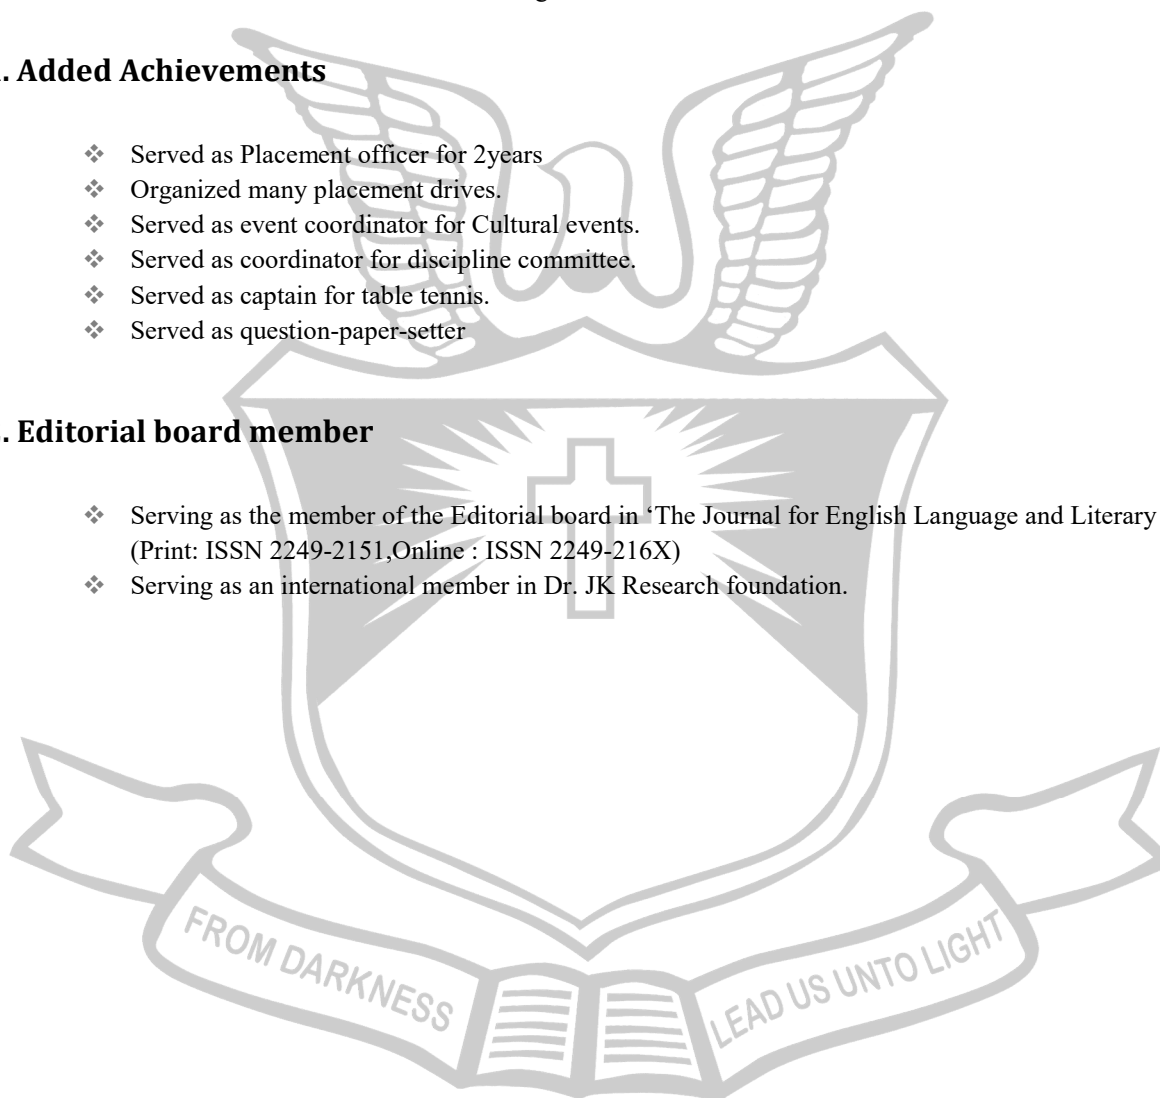 . Added Achievements
❖ Served as Placement officer for 2years
❖ Organized many placement drives.
❖ Served as event coordinator for Cultural events.
❖ Served as coordinator for discipline committee.
❖ Served as captain for table tennis.
❖ Served as question-paper-setter
. Editorial board member
❖ Serving as the member of the Editorial board in ‘The Journal for English Language and Literary
(Print: ISSN 2249-2151,Online : ISSN 2249-216X)
❖ Serving as an international member in Dr. JK Research foundation.
FROM DARKNESS
LEAD US UNTO LIGHT